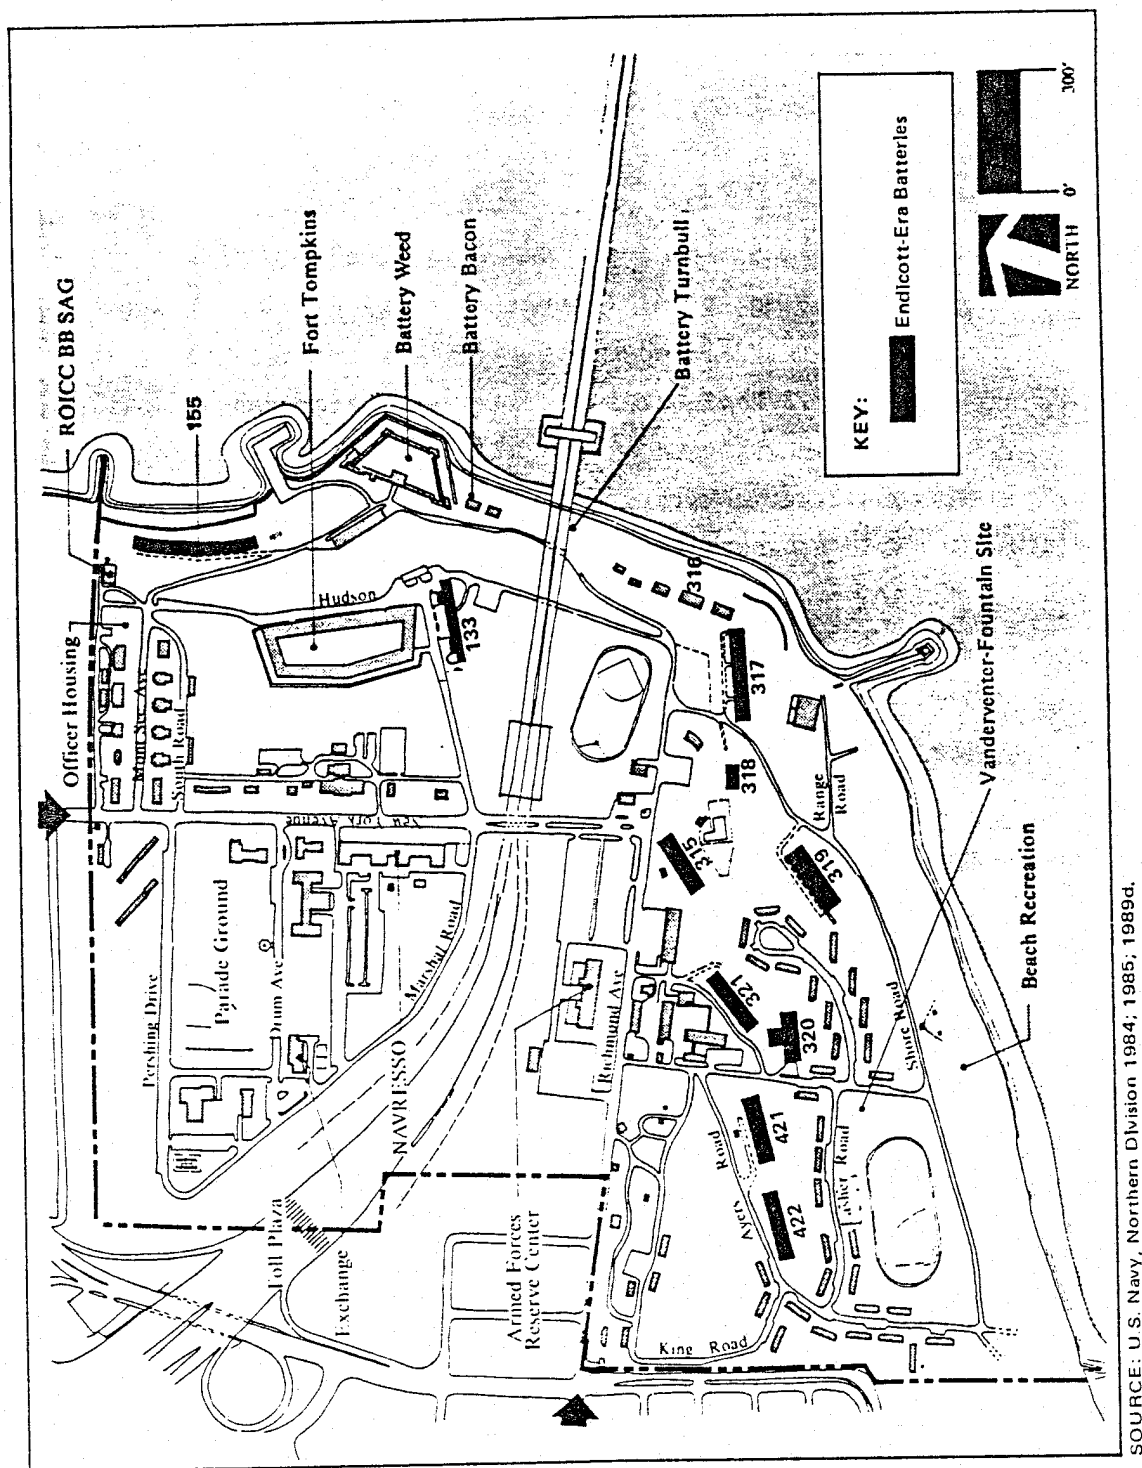 ROICC BB SAG
Officer Housing
155
Fort Tompkins
Battery Weed
Battery Bacon
Battery Turnbull
Mont Sec Ave
South Road
Hudson
133
New York Avenue
Pershing Drive
Parade Ground
Drum Ave
Marshal Road
NAVRESSO
Toll Plaza
Exchange
Armed Forces
Reserve Center
Richmond Ave
316
317
318
315
319
321
320
421
422
Range
Road
Shore Road
Ayers
Road
Road
King Road
Vanderventer-Fountain Site
Beach Recreation
KEY:
Endicott-Era Batteries
NORTH
0'
300'
SOURCE: U.S. Navy, Northern Division 1984; 1985; 1989d.